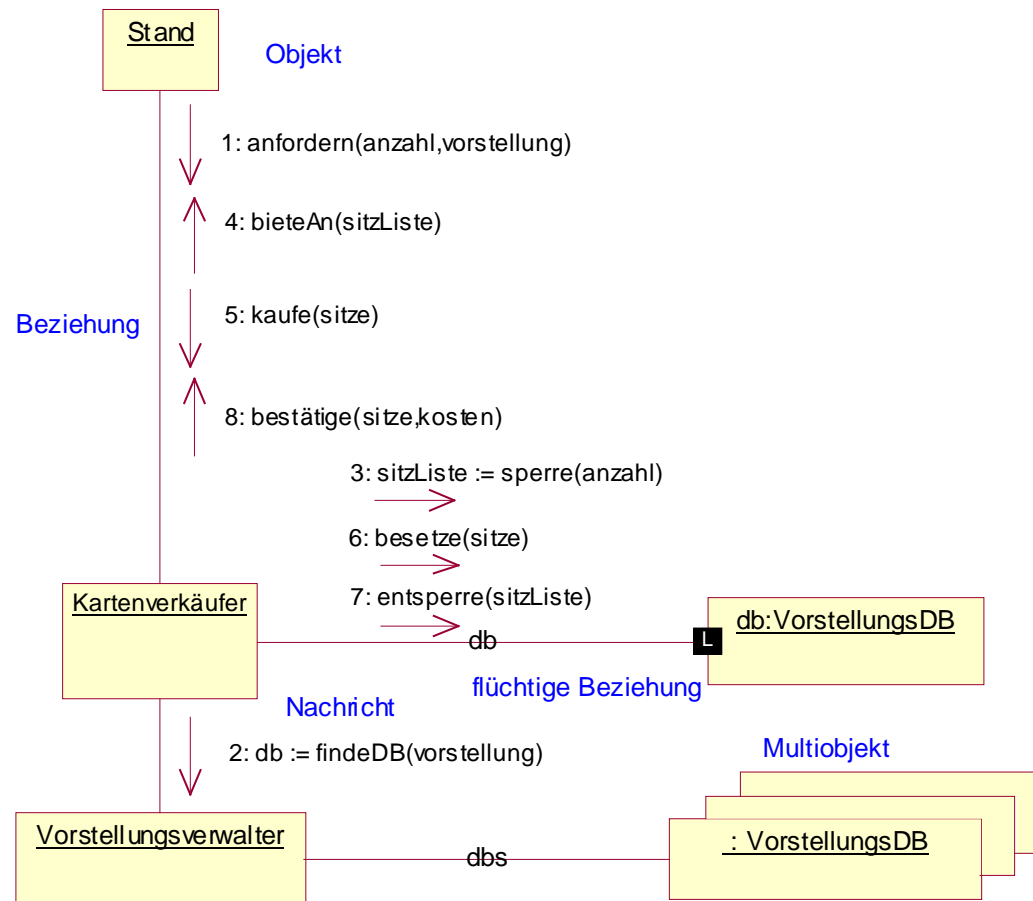 Stand
Objekt
1: anfordern(anzahl,vorstellung)
4: bieteAn(sitzListe)
Beziehung
5: kaufe(sitze)
8: bestätige(sitze,kosten)
3: sitzListe := sperre(anzahl)
6: besetze(sitze)
7: entsperre(sitzListe)
Kartenverkäufer
db:VorstellungsDB
L
db
flüchtige Beziehung
Nachricht
2: db := findeDB(vorstellung)
Multiobjekt
Vorstellungsverwalter
dbs
: VorstellungsDB